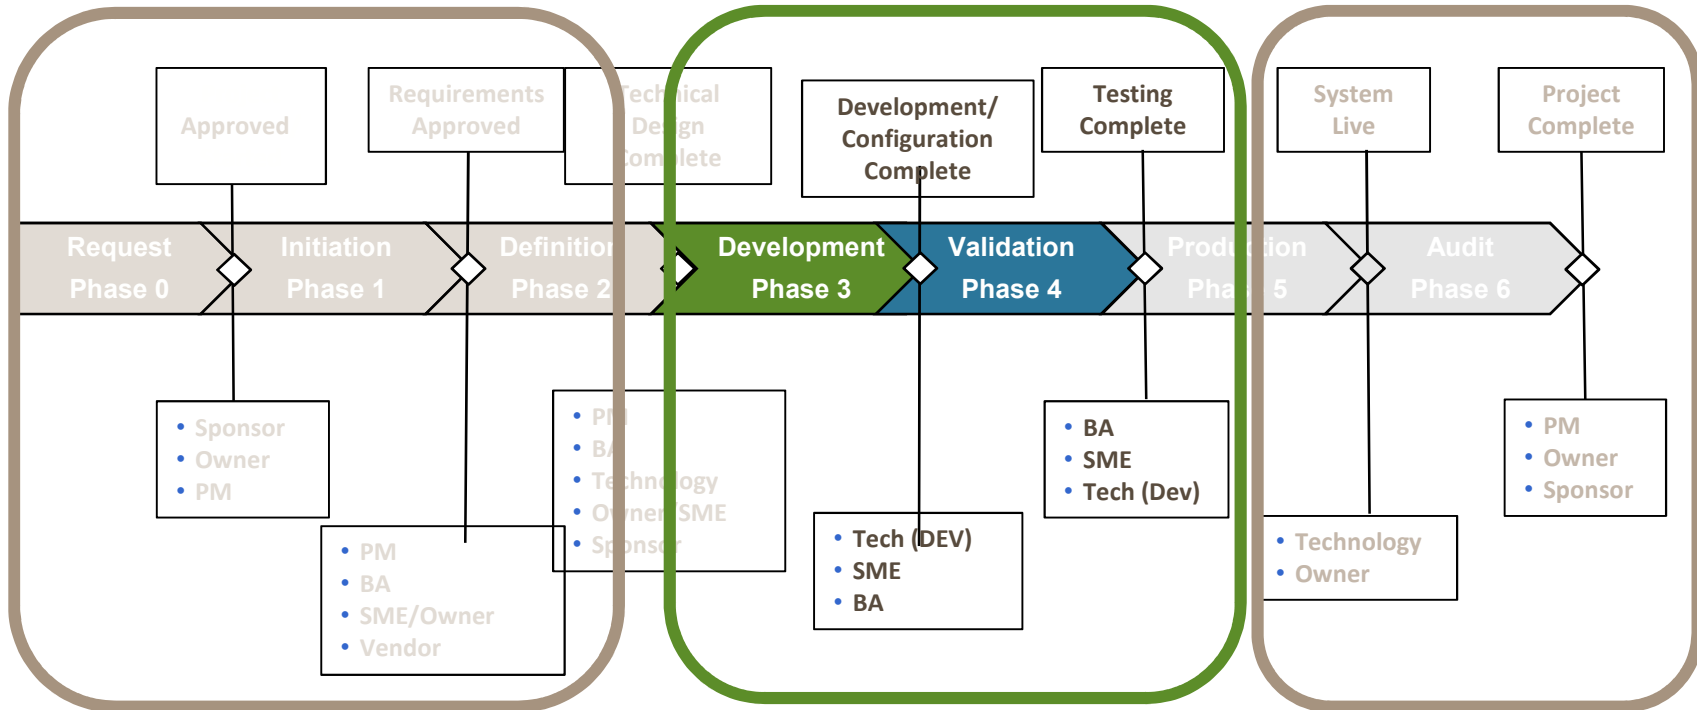 Approved
Requirements
Approved
Technical
Design
Complete
Development/
Configuration
Complete
Testing
Complete
System
Live
Project
Complete
Request
Phase 0
Initiation
Phase 1
Definition
Phase 2
Development
Phase 3
Validation
Phase 4
Production
Phase 5
Audit
Phase 6
• Sponsor
• Owner
• PM
• PM
• BA
• SME/Owner
• Vendor
• PM
• BA
• Technology
• Owner/SME
• Sponsor
• Tech (DEV)
• SME
• BA
• BA
• SME
• Tech (Dev)
• Technology
• Owner
• PM
• Owner
• Sponsor